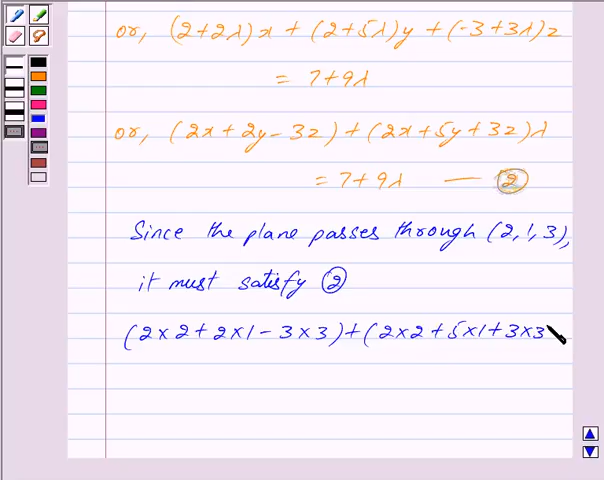 or, (2+2λ)x + (2+5λ)y + (-3+3λ)z
= 7+9λ
or, (2x+2y-3z) + (2x+5y+3z)λ
= 7+9λ — ②
Since the plane passes through (2,1,3),
it must satisfy ②
(2×2+2×1-3×3)+(2×2+5×1+3×3